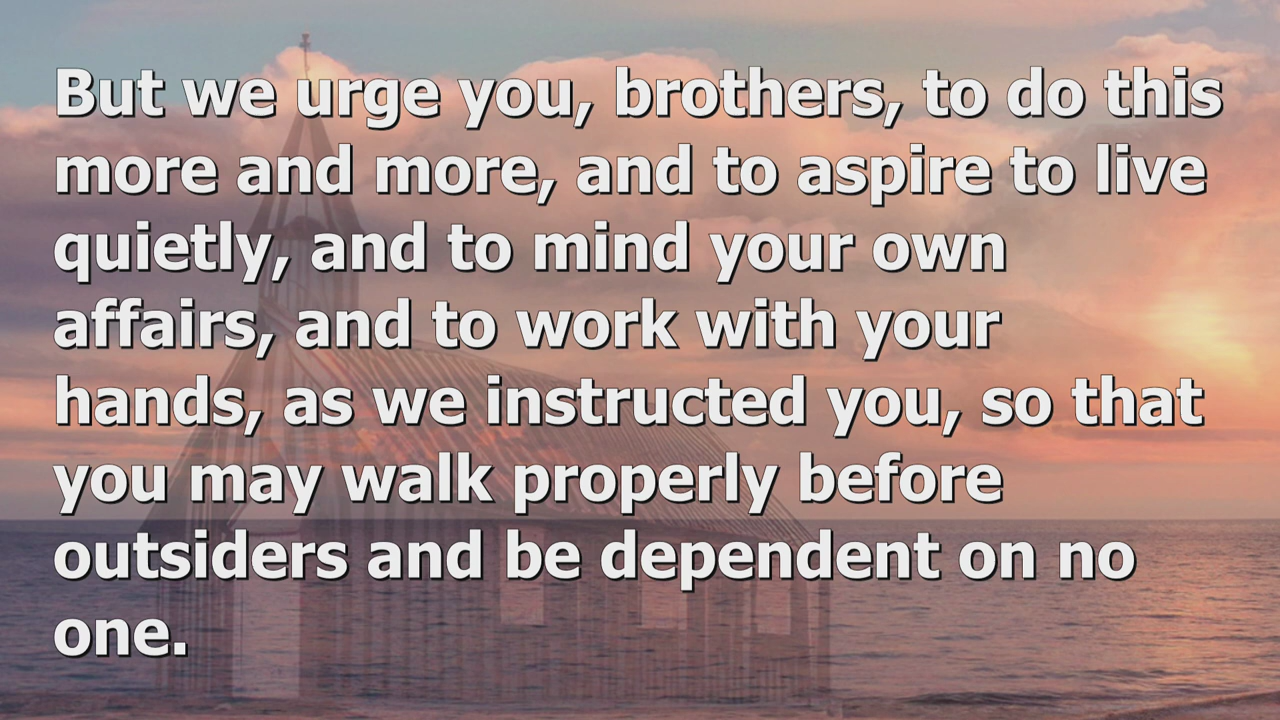 But we urge you, brothers, to do this
more and more, and to aspire to live
quietly, and to mind your own
affairs, and to work with your
hands, as we instructed you, so that
you may walk properly before
outsiders and be dependent on no
one.